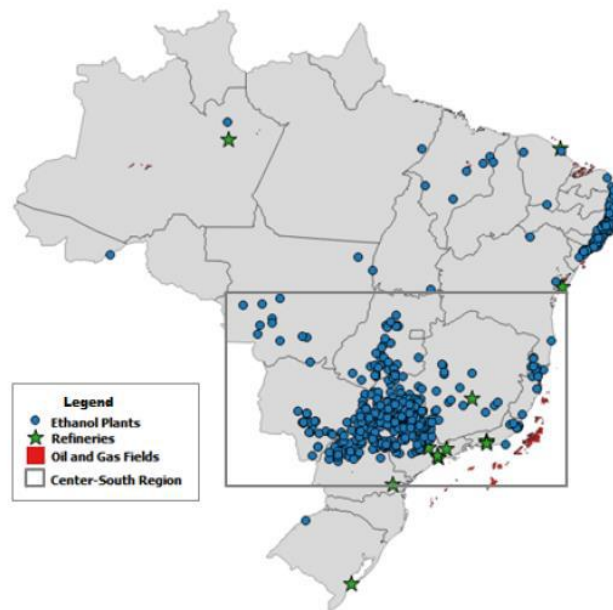 Legend
Ethanol Plants
Refineries
Oil and Gas Fields
Center-South Region